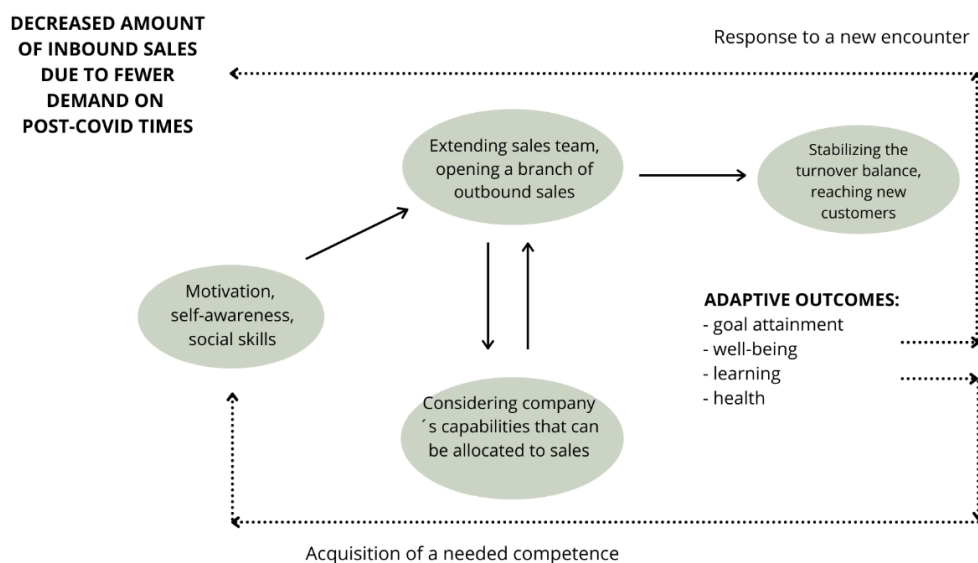 DECREASED AMOUNT
OF INBOUND SALES
DUE TO FEWER
DEMAND ON
POST-COVID TIMES
Response to a new encounter
Extending sales team,
opening a branch of
outbound sales
Stabilizing the
turnover balance,
reaching new
customers
Motivation,
self-awareness,
social skills
ADAPTIVE OUTCOMES:
- goal attainment
- well-being
- learning
- health
Considering company
´s capabilities that can
be allocated to sales
Acquisition of a needed competence